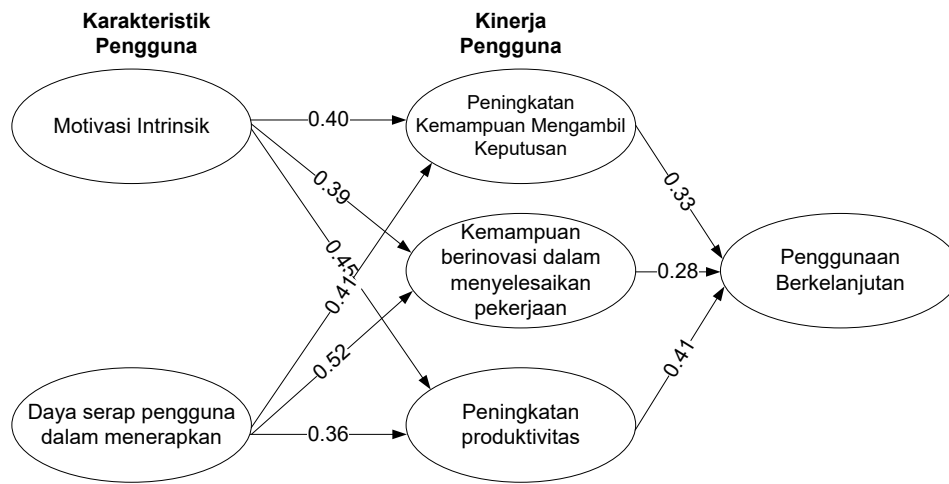 Karakteristik
Pengguna
Kinerja
Pengguna
Motivasi Intrinsik
0.40
Peningkatan
Kemampuan Mengambil
Keputusan
0.39
0.33
0.45
0.41
Kemampuan
berinovasi dalam
menyelesaikan
pekerjaan
0.28
Penggunaan
Berkelanjutan
0.52
0.41
Daya serap pengguna
dalam menerapkan
0.36
Peningkatan
produktivitas